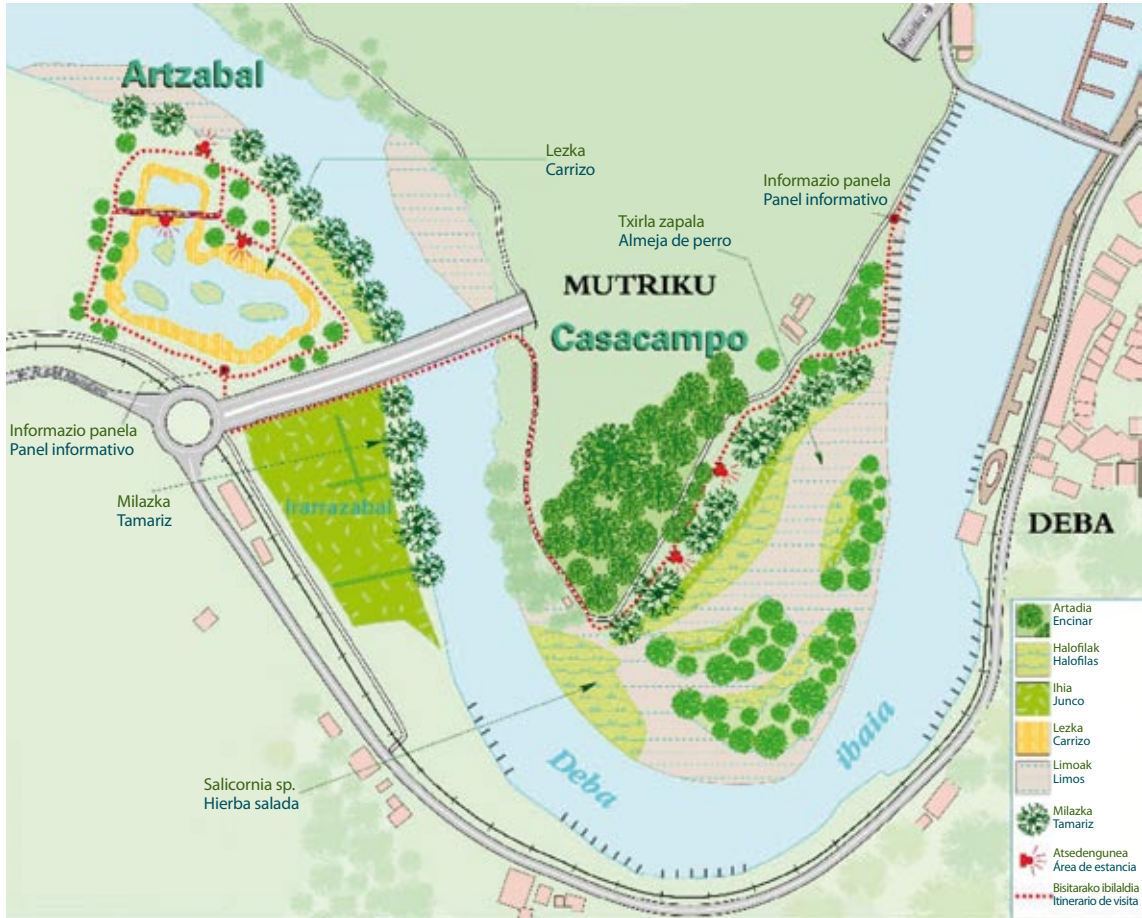 Mutriku
Artzabal
Lezka
Carrizo
Informazio panela
Panel informativo
Txirla zapala
Almeja de perro
MUTRIKU
Casacampo
Informazio panela
Panel informativo
Milazka
Tamariz
Irarrazabal
DEBA
Salicornia sp.
Hierba salada
Deba
ibaia
Artadia
Encinar
Halofilak
Halofilas
Ihia
Junco
Lezka
Carrizo
Limoak
Limos
Milazka
Tamariz
Atsedengunea
Área de estancia
Bisitarako ibilaldia
Itinerario de visita